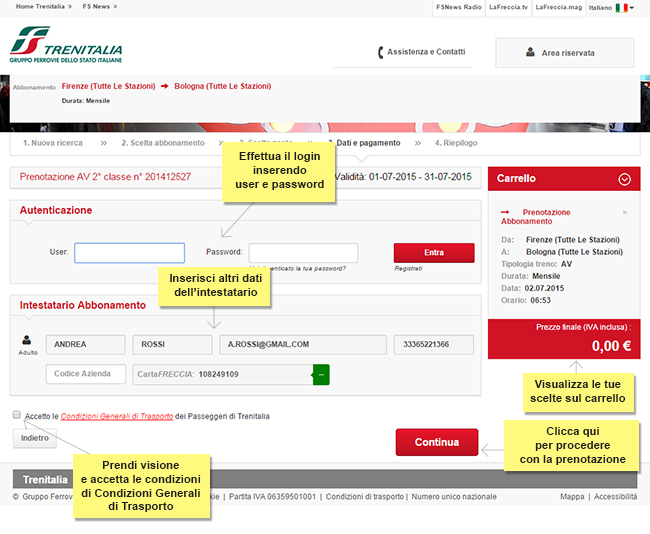 Home Trenitalia > FS News >
FSNews Radio LaFreccia.tv LaFreccia.mag Italiano
TRENITALIA
GRUPPO FERROVIE DELLO STATO ITALIANE
Assistenza e Contatti
Area riservata
Abbonamento
Firenze (Tutte Le Stazioni) Bologna (Tutte Le Stazioni)
Durata: Mensile
1. Nuova ricerca » 2. Scelta abbonamento » Dati e pagamento » 4. Riepilogo
Effettua il login
inserendo
user e password
Prenotazione AV 2° classe n° 201412527
Validità: 01-07-2015 - 31-07-2015
Autenticazione
User:
Password:
Entra
la tua password?
Registrati
Inserisci altri dati
dell'intestatario
Intestatario Abbonamento
Adulto
ANDREA ROSSI A.ROSSI@GMAIL.COM 33365221366
Codice Azienda CartaFRECCIA: 108249109 –
Accetto le Condizioni Generali di Trasporto dei Passeggeri di Trenitalia
Indietro
Continua
Carrello
Prenotazione
Abbonamento ×
Da: Firenze (Tutte Le Stazioni)
A: Bologna (Tutte Le Stazioni)
Tipologia treno: AV
Durata: Mensile
Data: 02.07.2015
Orario: 06:53
Prezzo finale (IVA inclusa) :
0,00 €
Visualizza le tue
scelte sul carrello
Clicca qui
per procedere
con la prenotazione
Prendi visione
e accetta le condizioni
di Condizioni Generali
di Trasporto
Trenitalia
© Gruppo | Partita IVA 06359501001 | Condizioni di trasporto | Numero unico nazionale
Mappa | Accessibilità